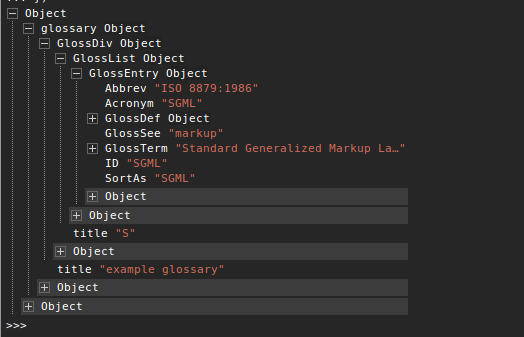 ... });
Object
glossary Object
GlossDiv Object
GlossList Object
GlossEntry Object
Abbrev "ISO 8879:1986"
Acronym "SGML"
GlossDef Object
GlossSee "markup"
GlossTerm "Standard Generalized Markup La…"
ID "SGML"
SortAs "SGML"
Object
Object
title "S"
Object
title "example glossary"
Object
Object
>>>